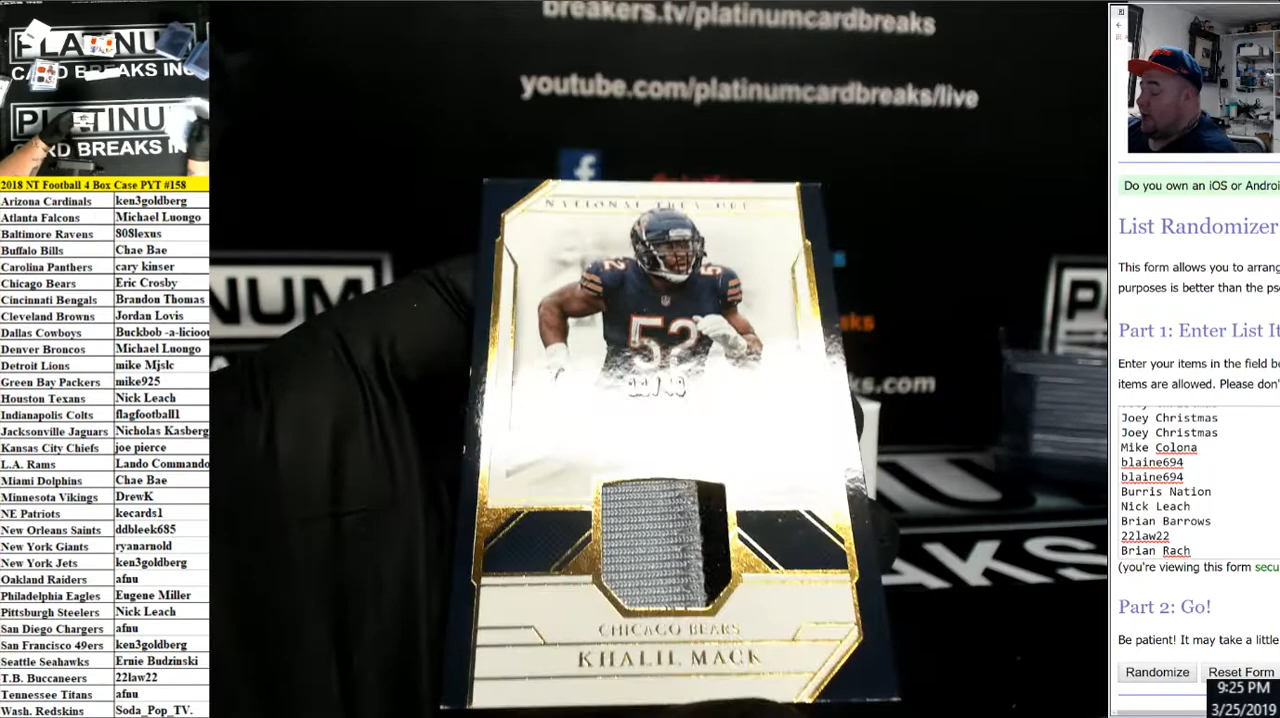 PLATINU
CARD BREAKS INC
PLATINU
CARD BREAKS IN
2018 NT Football 4 Box Case PYT #158
Arizona Cardinals ken3goldberg
Atlanta Falcons Michael Luongo
Baltimore Ravens 808lexus
Buffalo Bills Chae Bae
Carolina Panthers cary kinser
Chicago Bears Eric Crosby
Cincinnati Bengals Brandon Thomas
Cleveland Browns Jordan Lovis
Dallas Cowboys Buckbob -a-licioou
Denver Broncos Michael Luongo
Detroit Lions mike Mjslc
Green Bay Packers mike925
Houston Texans Nick Leach
Indianapolis Colts flagfootball1
Jacksonville Jaguars Nicholas Kasberg
Kansas City Chiefs joe pierce
L.A. Rams Lando Commando
Miami Dolphins Chae Bae
Minnesota Vikings DrewK
NE Patriots kecards1
New Orleans Saints ddbleek685
New York Giants ryanarnold
New York Jets ken3goldberg
Oakland Raiders afnu
Philadelphia Eagles Eugene Miller
Pittsburgh Steelers Nick Leach
San Diego Chargers afnu
San Francisco 49ers ken3goldberg
Seattle Seahawks Ernie Budzinski
T.B. Buccaneers 22law22
Tennessee Titans afnu
Wash. Redskins Soda_Pop_TV.
breakers.tv/platinumcardbreaks
youtube.com/platinumcardbreaks/live
f
NATIONAL
52
52
52
CHICAGO BEARS
KHALIL MACK
NUM
aks
s.com
P
EAKS
Do you own an iOS or Androi
List Randomizer
This form allows you to arrang
purposes is better than the pse
Part 1: Enter List It
Enter your items in the field be
items are allowed. Please don'
Joey Christmas
Joey Christmas
Mike Colona
blaine694
blaine694
Burris Nation
Nick Leach
Brian Barrows
22law22
Brian Rach
(you're viewing this form secu
Part 2: Go!
Be patient! It may take a little
Randomize Reset Form
9:25 PM
3/25/2019